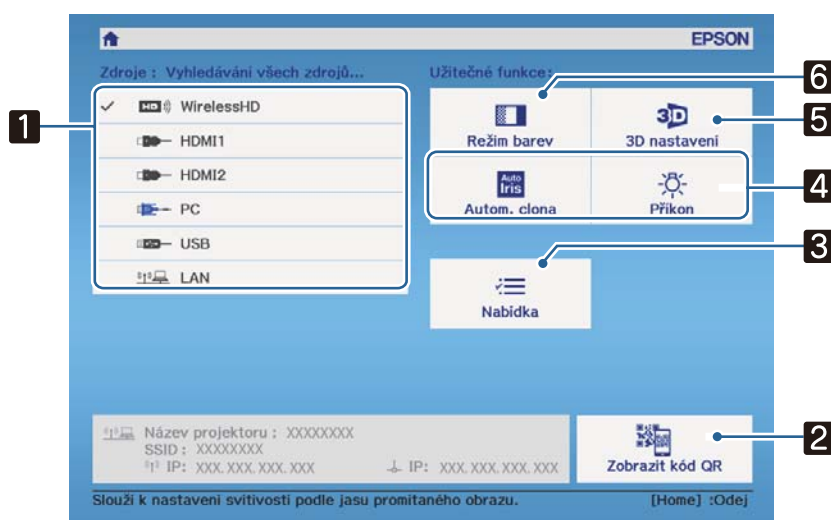 EPSON
Zdroje : Vyhledávání všech zdrojů...
Užitečné funkce:
1
WirelessHD
HDMI1
HDMI2
PC
USB
LAN
6
Režim barev
5
3D
3D nastavení
4
Auto Iris
Autom. clona
Příkon
3
Nabídka
Název projektoru : XXXXXXXX
SSID : XXXXXXXX
IP: XXX. XXX. XXX. XXX
IP: XXX. XXX. XXX. XXX
2
Zobrazit kód QR
Slouží k nastavení svítivosti podle jasu promítaného obrazu.
[Home] :Odej